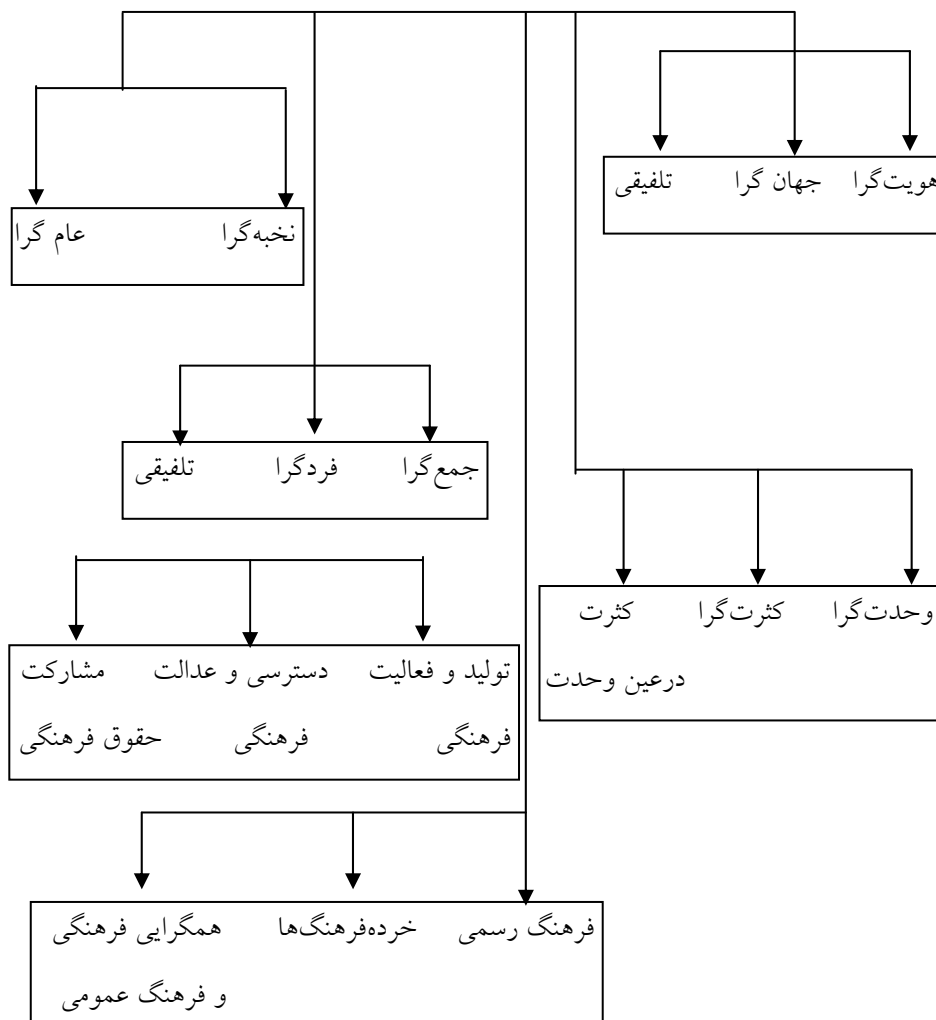 هویت‌گرا جهان گرا تلفیقی
نخبه‌گرا عام گرا
جمع‌گرا فردگرا تلفیقی
وحدت‌گرا کثرت‌گرا کثرت
درعین وحدت
تولید و فعالیت دسترسی و عدالت مشارکت
فرهنگی فرهنگی حقوق فرهنگی
فرهنگ رسمی خرده‌فرهنگ‌ها همگرایی فرهنگی
و فرهنگ عمومی